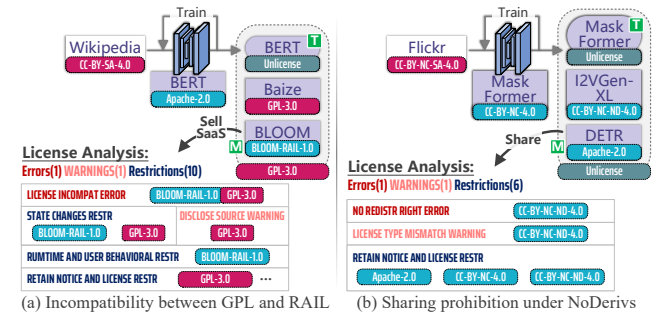 Train
Wikipedia
CC-BY-SA-4.0
BERT
Apache-2.0
BERT
T
Unlicense
Baize
GPL-3.0
BLOOM
BLOOM-RAIL-1.0
M
GPL-3.0
Sell
SaaS
License Analysis:
Errors(1) WARNINGS(1) Restrictions(10)
LICENSE INCOMPAT ERROR BLOOM-RAIL-1.0 GPL-3.0
STATE CHANGES RESTR DISCLOSE SOURCE WARNING
BLOOM-RAIL-1.0 GPL-3.0 GPL-3.0
RUMTIME AND USER BEHAVIORAL RESTR BLOOM-RAIL-1.0
RETAIN NOTICE AND LICENSE RESTR GPL-3.0 ...
(a) Incompatibility between GPL and RAIL
Train
Flickr
CC-BY-NC-SA-4.0
Mask
Former
CC-BY-NC-4.0
Mask
Former
T
Unlicense
I2VGen-
XL
CC-BY-NC-ND-4.0
DETR
Apache-2.0
M
Unlicense
Share
License Analysis:
Errors(1) WARNINGS(1) Restrictions(6)
NO REDISTR RIGHT ERROR CC-BY-NC-ND-4.0
LICENSE TYPE MISMATCH WARNING CC-BY-NC-ND-4.0
RETAIN NOTICE AND LICENSE RESTR
Apache-2.0 CC-BY-NC-4.0 CC-BY-NC-ND-4.0
(b) Sharing prohibition under NoDerivs